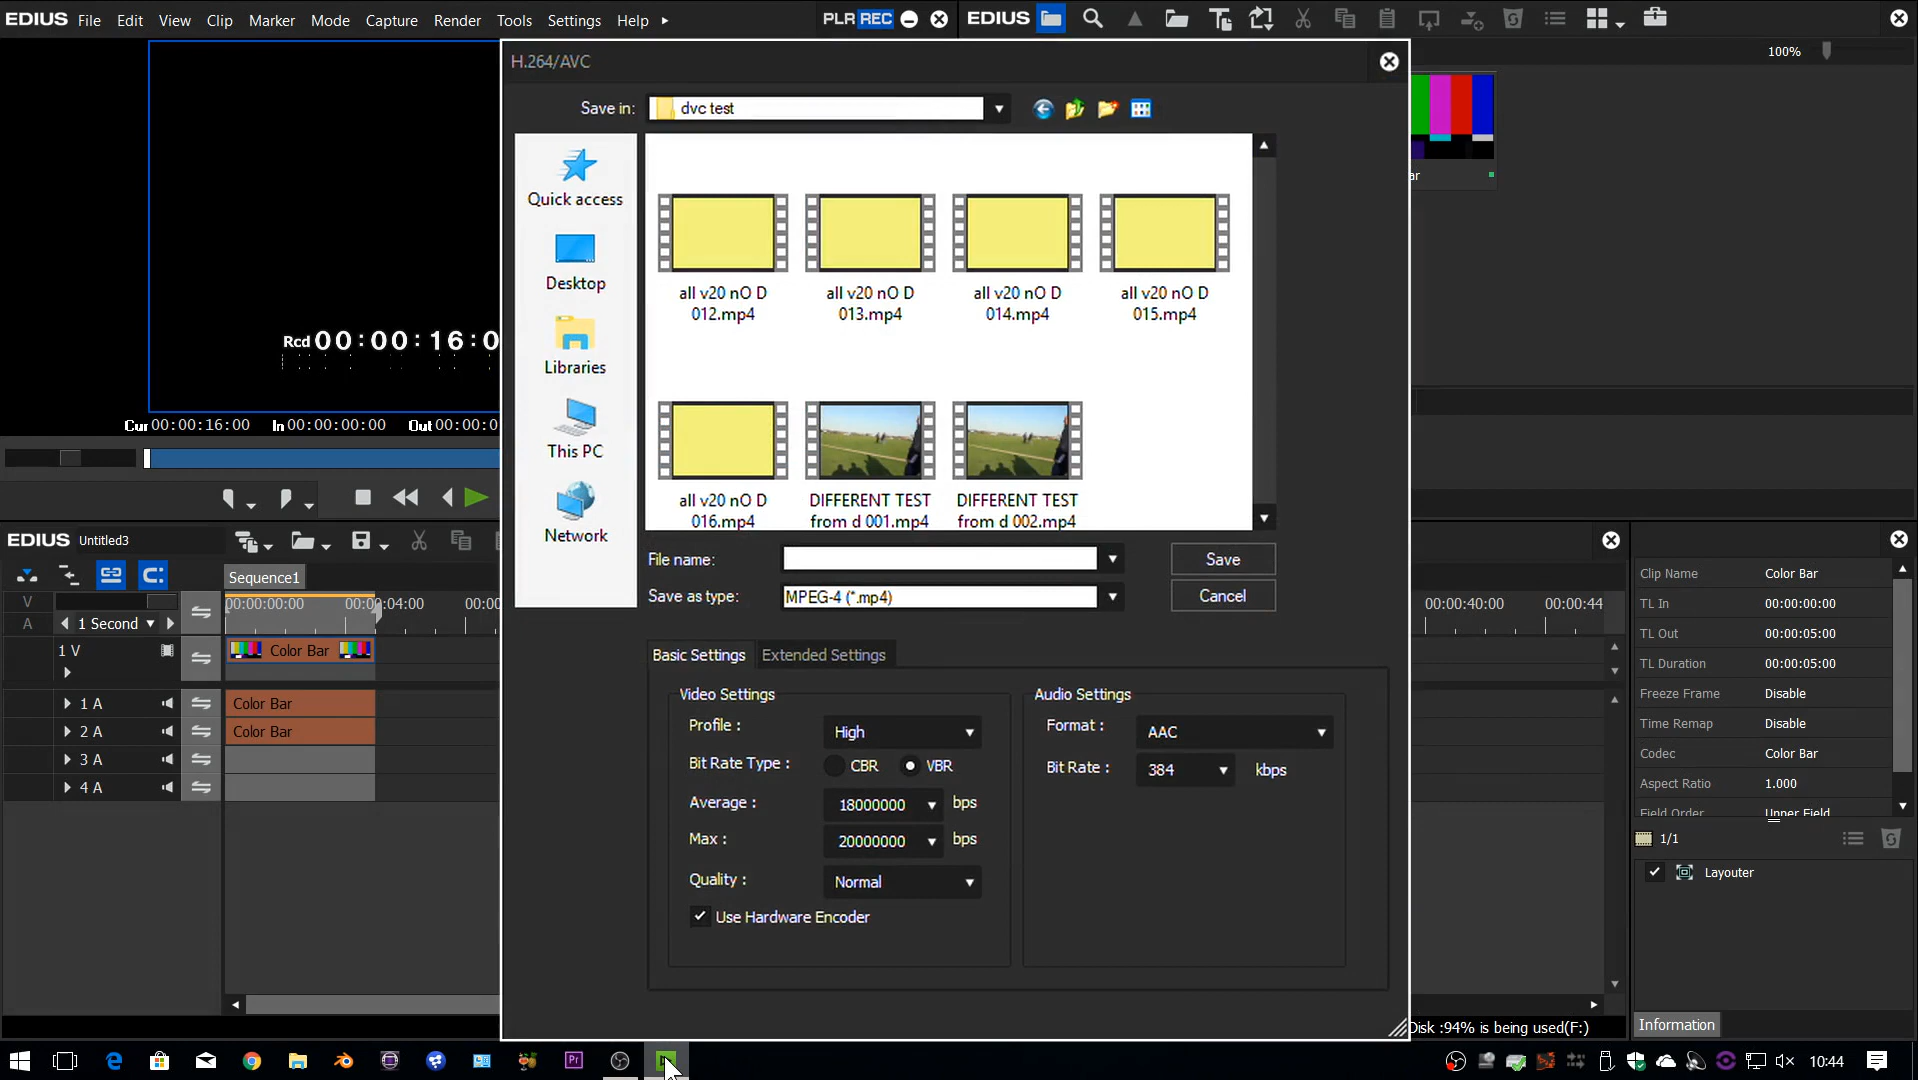 EDIUS File Edit View Clip Marker Mode Capture Render Tools Settings Help PLR REC EDIUS
H.264/AVC
100%
Save in: dvc test
Quick access
Desktop
Libraries
This PC
Network
all v20 nO D 012.mp4
all v20 nO D 013.mp4
all v20 nO D 014.mp4
all v20 nO D 015.mp4
all v20 nO D 016.mp4
DIFFERENT TEST from d 001.mp4
DIFFERENT TEST from d 002.mp4
ar
Rcd 00:00:16:0
Cur 00:00:16:00 In 00:00:00:00 Out 00:00:0
File name: Save
Save as type: MPEG-4 (*.mp4) Cancel
Basic Settings Extended Settings
Video Settings
Profile : High
Bit Rate Type : CBR VBR
Average : 18000000 bps
Max : 20000000 bps
Quality : Normal
Use Hardware Encoder
Audio Settings
Format : AAC
Bit Rate : 384 kbps
EDIUS Untitled3
Sequence1
V
A
1 Second
00:00:00:00 00:00:04:00 00:00
00:00:40:00 00:00:44
1 V Color Bar
1 A Color Bar
2 A Color Bar
3 A
4 A
Clip Name Color Bar
TL In 00:00:00:00
TL Out 00:00:05:00
TL Duration 00:00:05:00
Freeze Frame Disable
Time Remap Disable
Codec Color Bar
Aspect Ratio 1.000
Field Order Upper Field
1/1
Layouter
Information
Disk :94% is being used(F:)
Pr
10:44